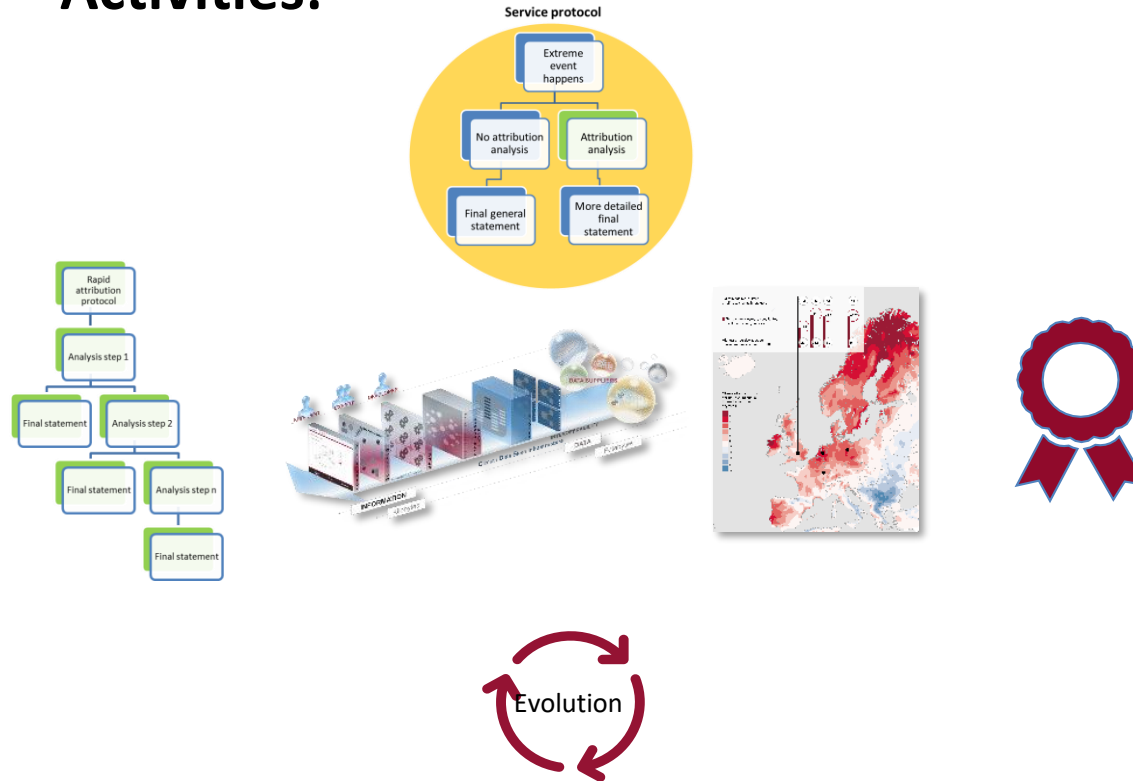 Activities:
Service protocol
Extreme
event
happens
No attribution
analysis
Attribution
analysis
Final general
statement
More detailed
final
statement
Rapid
attribution
protocol
Analysis step 1
Final statement
Analysis step 2
Final statement
Analysis step n
Final statement
DATA SUPPLIERS
DATA
INFORMATION
Evolution